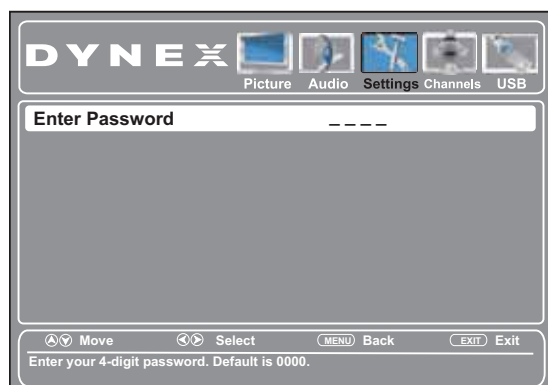 DYNEX
Picture Audio Settings Channels USB
Enter Password _ _ _ _
Move Select MENU Back EXIT Exit
Enter your 4-digit password. Default is 0000.